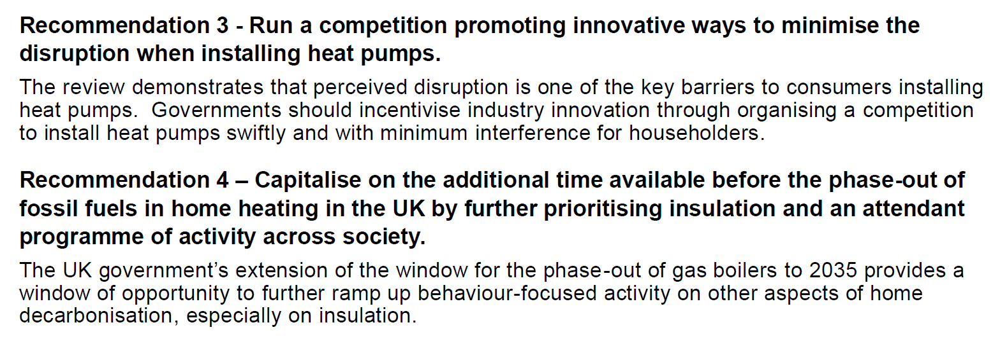 Recommendation 3 - Run a competition promoting innovative ways to minimise the
disruption when installing heat pumps.
The review demonstrates that perceived disruption is one of the key barriers to consumers installing
heat pumps.  Governments should incentivise industry innovation through organising a competition
to install heat pumps swiftly and with minimum interference for householders.
Recommendation 4 – Capitalise on the additional time available before the phase-out of
fossil fuels in home heating in the UK by further prioritising insulation and an attendant
programme of activity across society.
The UK government’s extension of the window for the phase-out of gas boilers to 2035 provides a
window of opportunity to further ramp up behaviour-focused activity on other aspects of home
decarbonisation, especially on insulation.